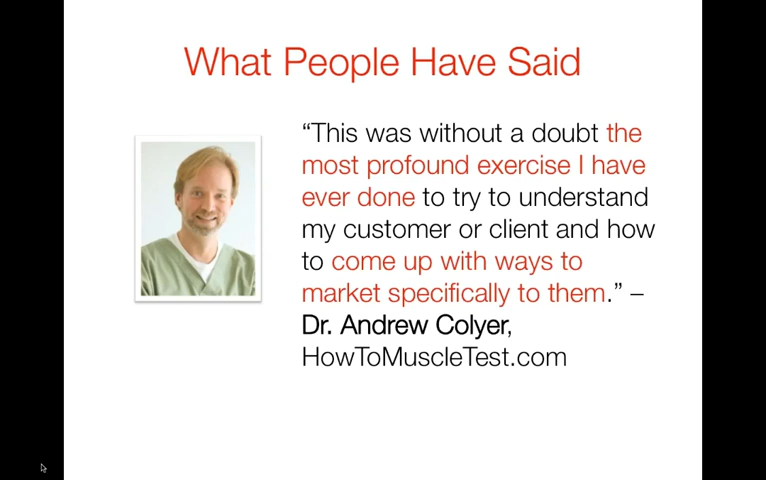 What People Have Said
“This was without a doubt the
most profound exercise I have
ever done to try to understand
my customer or client and how
to come up with ways to
market specifically to them.” –
Dr. Andrew Colyer,
HowToMuscleTest.com